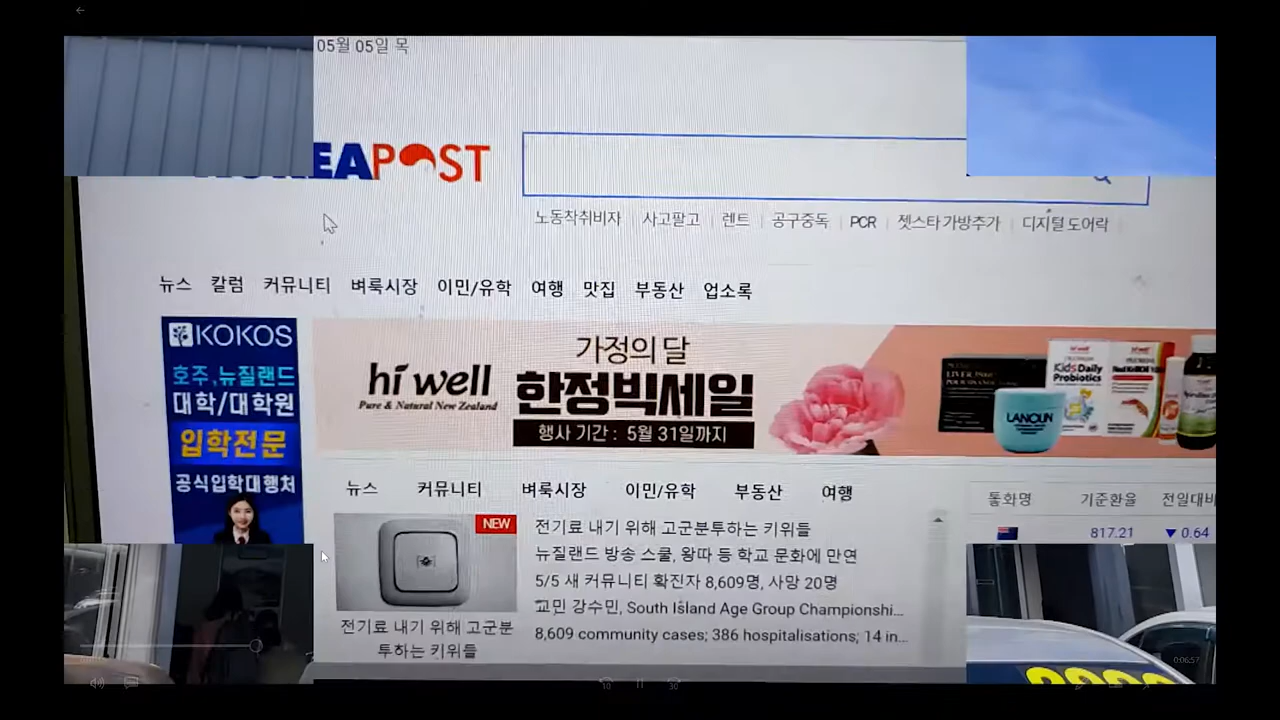 05월 05일 목
EAPOST
노동착취비자 | 사고팔고 | 렌트 | 공구중독 | PCR | 젯스타 가방추가 | 디지털 도어락
뉴스 칼럼 커뮤니티 벼룩시장 이민/유학 여행 맛집 부동산 업소록
KOKOS
호주,뉴질랜드
대학/대학원
입학전문
공식입학대행처
hi well
Pure & Natural New Zealand
가정의 달
한정빅세일
행사 기간 : 5월 31일까지
Kids Daily
Probiotics
LANOLIN
뉴스 커뮤니티 벼룩시장 이민/유학 부동산 여행
NEW
전기료 내기 위해 고군분
투하는 키위들
전기료 내기 위해 고군분투하는 키위들
뉴질랜드 방송 스쿨, 왕따 등 학교 문화에 만연
5/5 새 커뮤니티 확진자 8,609명, 사망 20명
교민 강수민, South Island Age Group Championshi...
8,609 community cases; 386 hospitalisations; 14 in...
통화명 기준환율 전일대비
817.21 ▼ 0.64
0:06:57
10 30